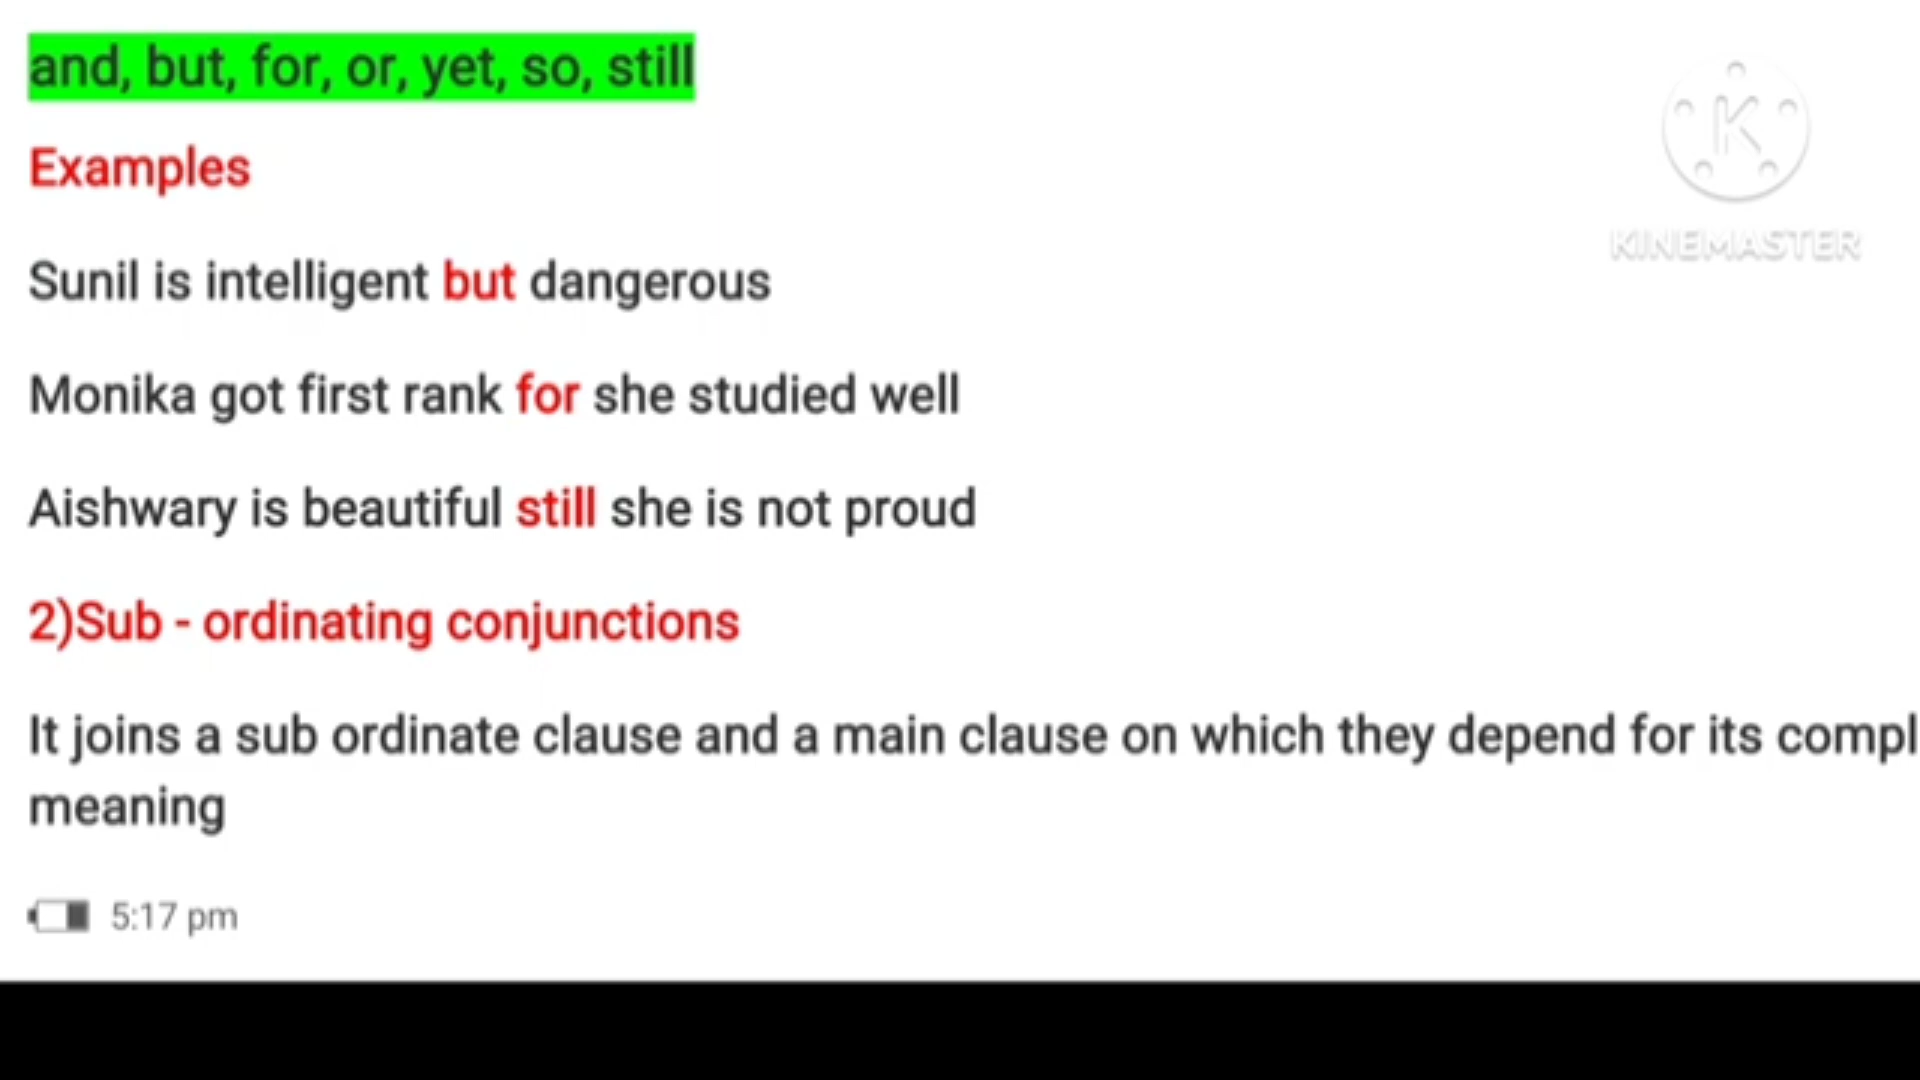 and, but, for, or, yet, so, still
Examples
K
KINEMASTER
Sunil is intelligent but dangerous
Monika got first rank for she studied well
Aishwary is beautiful still she is not proud
2)Sub - ordinating conjunctions
It joins a sub ordinate clause and a main clause on which they depend for its compl
meaning
5:17 pm